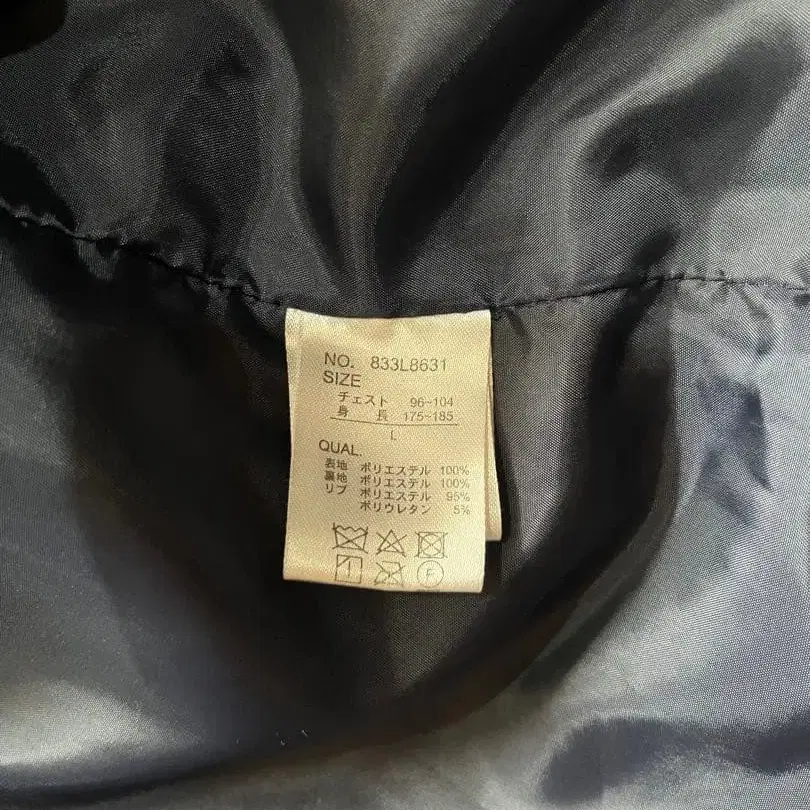 NO. 833L8631
SIZE
チェスト 96-104
身 長 175-185
L
QUAL.
表地 ポリエステル 100%
裏地 ポリエステル 100%
リブ ポリエステル 95%
ポリウレタン 5%
F